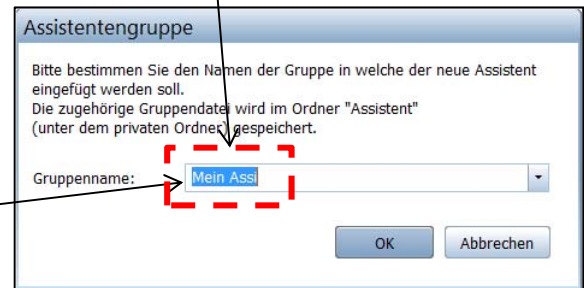 Assistentengruppe
Bitte bestimmen Sie den Namen der Gruppe in welche der neue Assistent
eingefügt werden soll.
Die zugehörige Gruppendatei wird im Ordner "Assistent"
(unter dem privaten Ordner) gespeichert.
Gruppenname: Mein Assi
OK Abbrechen